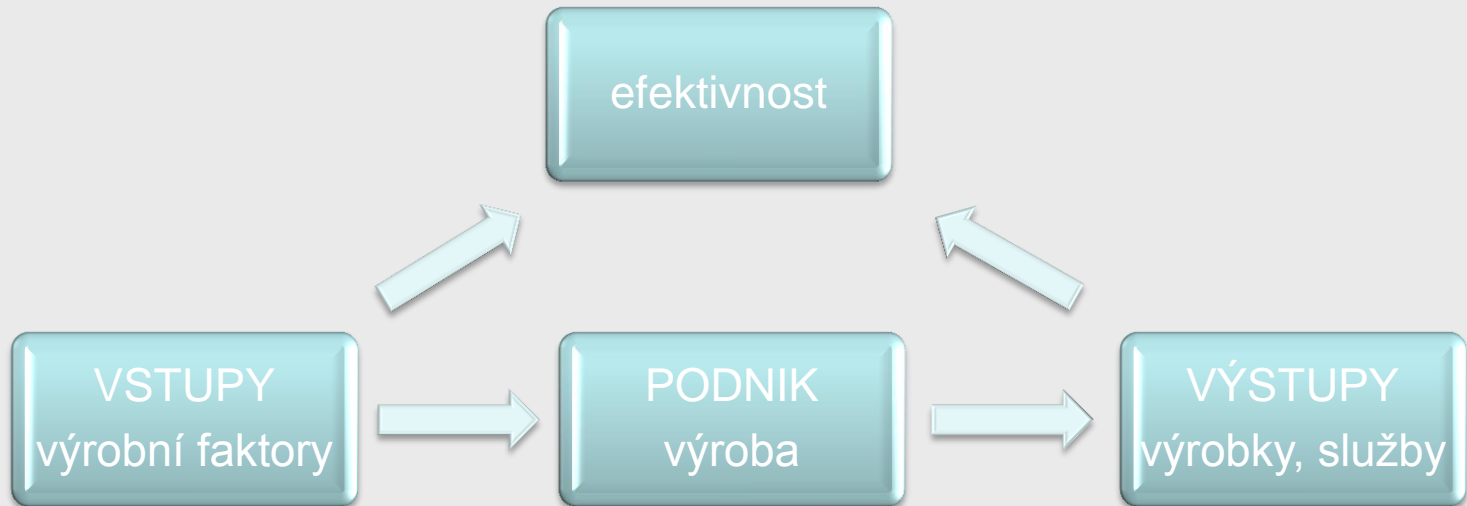 efektivnost
VSTUPY
výrobní faktory
PODNIK
výroba
VÝSTUPY
výrobky, služby